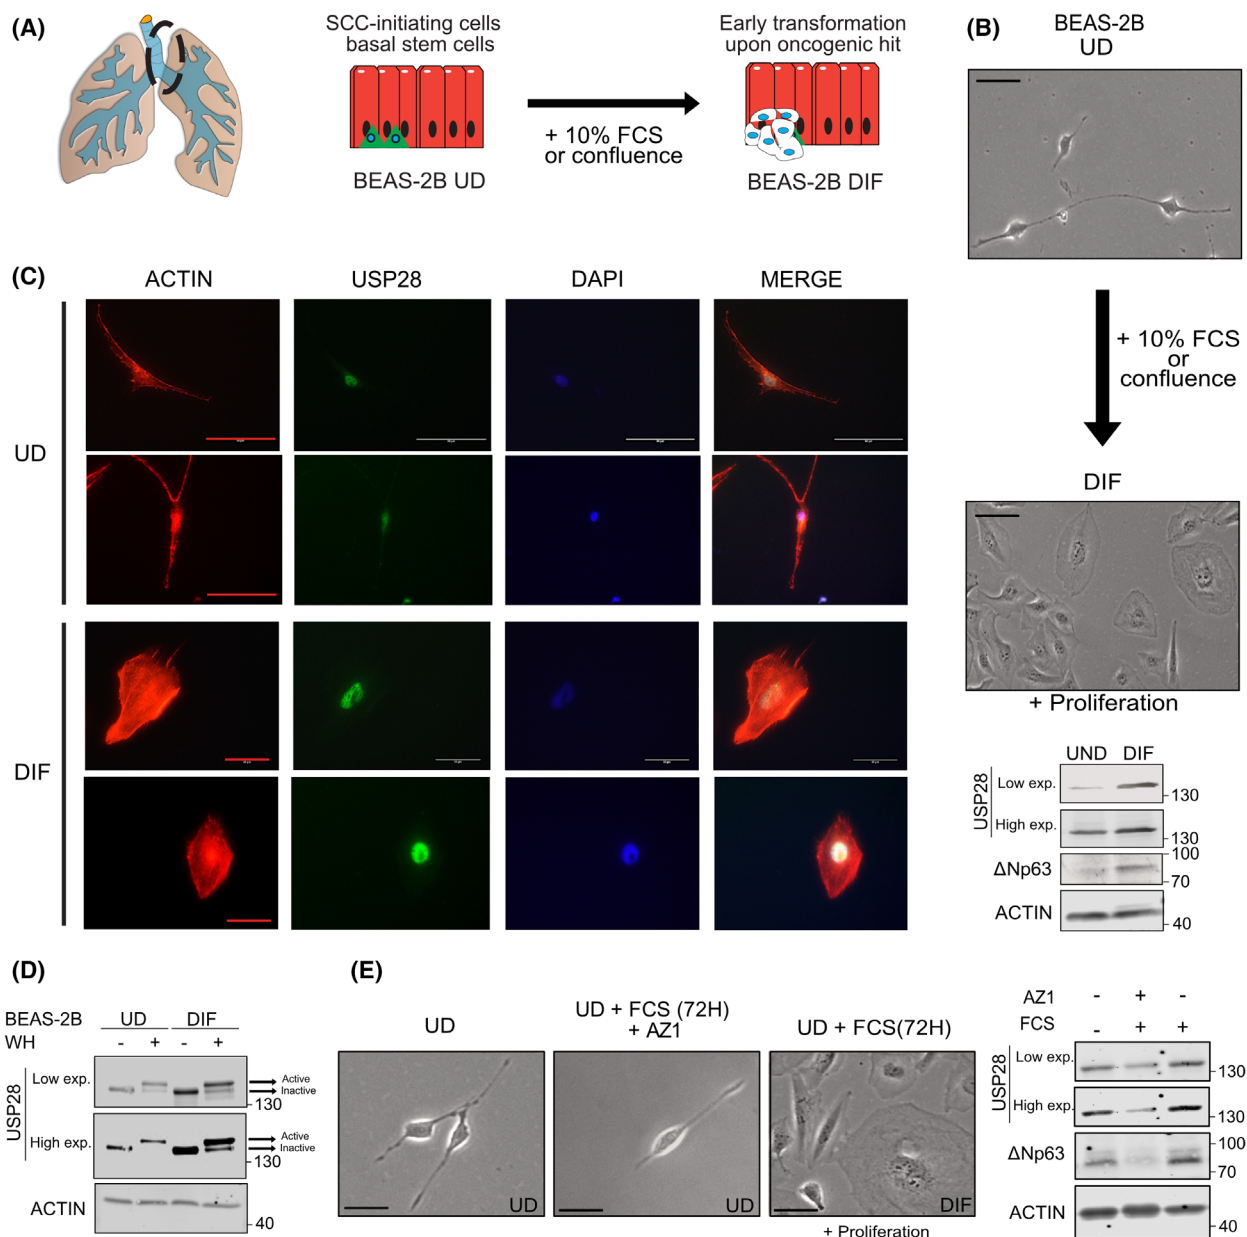 (A)
SCC-initiating cells
basal stem cells
BEAS-2B UD
+ 10% FCS
or confluence
Early transformation
upon oncogenic hit
BEAS-2B DIF
(B)
BEAS-2B
UD
+ 10% FCS
or
confluence
DIF
+ Proliferation
UND DIF
USP28
Low exp.
130
High exp.
130
ΔNp63
100
70
ACTIN
40
(C)
ACTIN USP28 DAPI MERGE
UD
DIF
(D)
BEAS-2B UD DIF
WH - + - +
USP28
Low exp.
Active
Inactive
130
High exp.
Active
Inactive
130
ACTIN
40
(E)
UD
UD
UD + FCS (72H)
+ AZ1
UD
UD + FCS(72H)
DIF
+ Proliferation
AZ1 - + -
FCS - + +
USP28
Low exp.
130
High exp.
130
ΔNp63
100
70
ACTIN
40